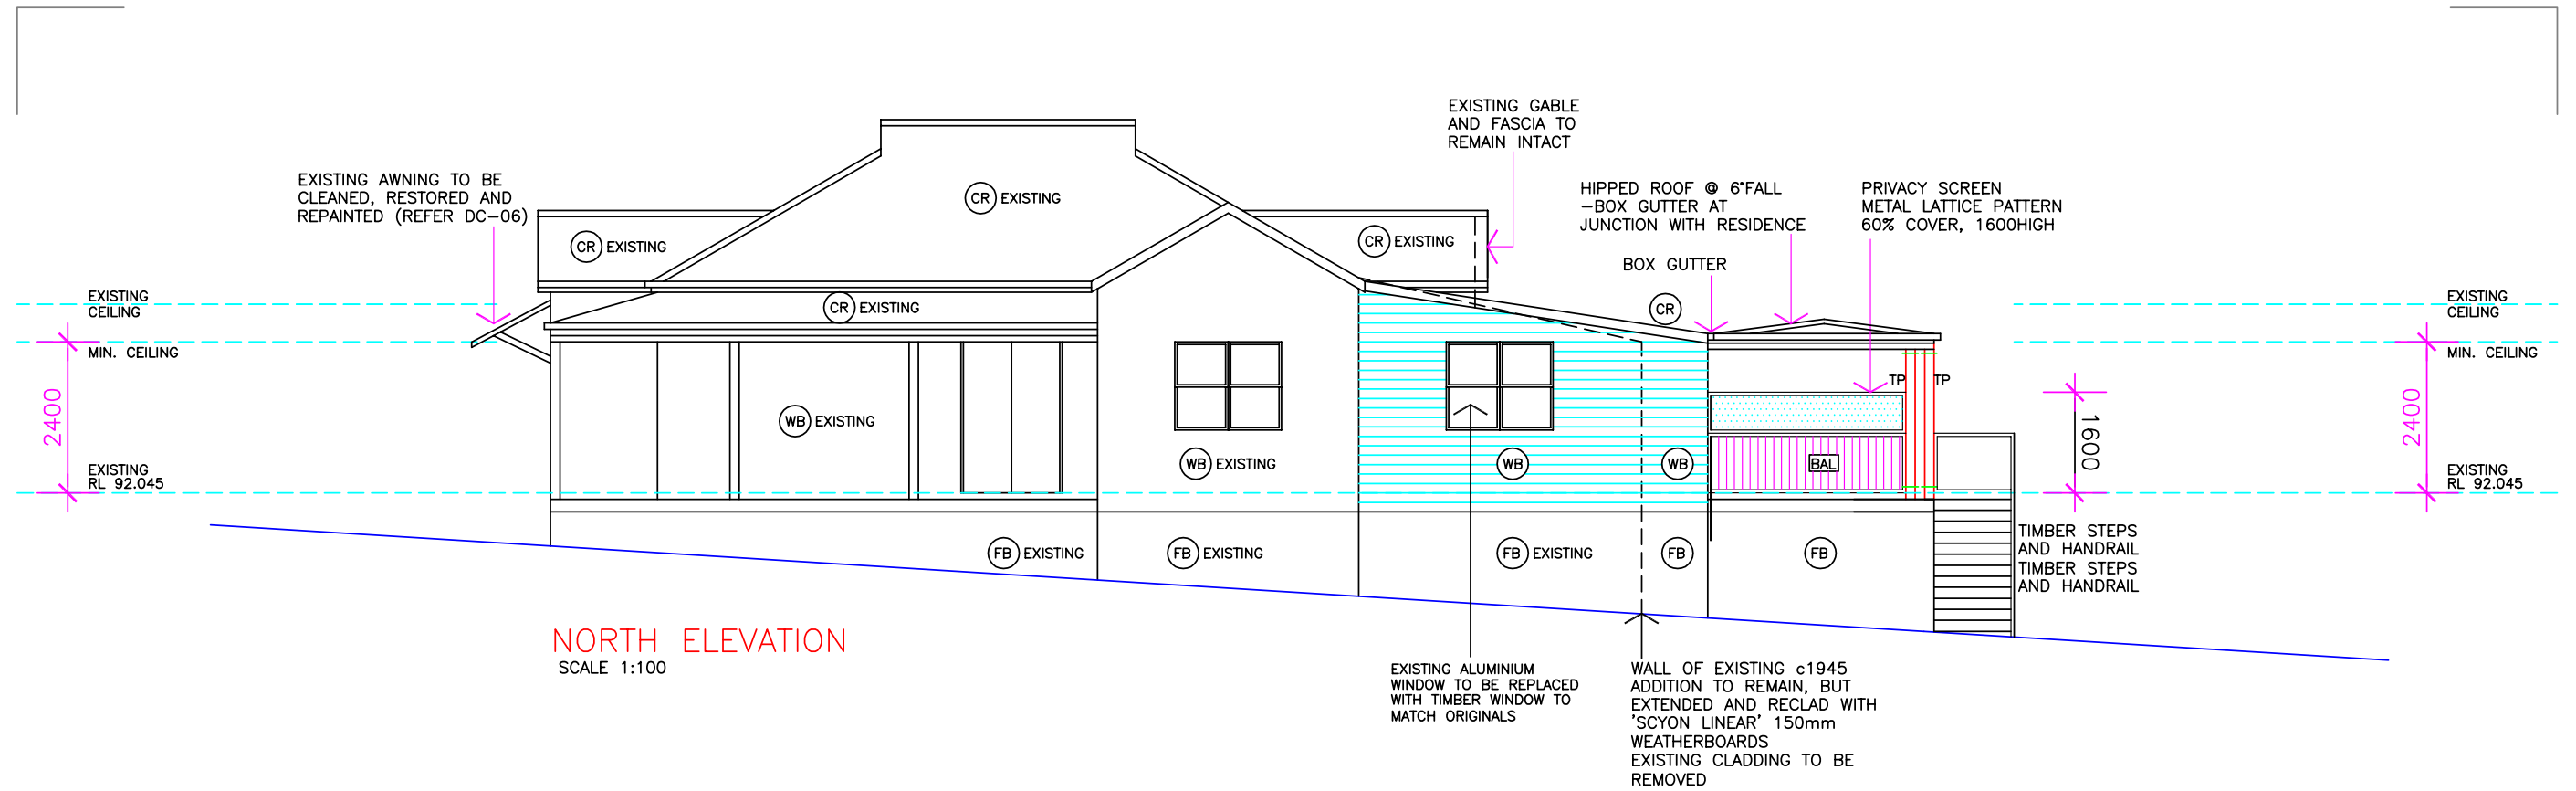 EXISTING GABLE
AND FASCIA TO
REMAIN INTACT
EXISTING AWNING TO BE
CLEANED, RESTORED AND
REPAINTED (REFER DC-06)
HIPPED ROOF @ 6°FALL
-BOX GUTTER AT
JUNCTION WITH RESIDENCE
PRIVACY SCREEN
METAL LATTICE PATTERN
60% COVER, 1600HIGH
BOX GUTTER
CR EXISTING
CR EXISTING
CR EXISTING
CR EXISTING
CR
EXISTING
CEILING
MIN. CEILING
2400
EXISTING
RL 92.045
EXISTING
CEILING
MIN. CEILING
2400
EXISTING
RL 92.045
TP
TP
1600
WB EXISTING
WB EXISTING
WB
WB
BAL
FB EXISTING
FB EXISTING
FB EXISTING
FB
FB
TIMBER STEPS
AND HANDRAIL
TIMBER STEPS
AND HANDRAIL
NORTH ELEVATION
SCALE 1:100
EXISTING ALUMINIUM
WINDOW TO BE REPLACED
WITH TIMBER WINDOW TO
MATCH ORIGINALS
WALL OF EXISTING c1945
ADDITION TO REMAIN, BUT
EXTENDED AND RECLAD WITH
'SCYON LINEAR' 150mm
WEATHERBOARDS
EXISTING CLADDING TO BE
REMOVED